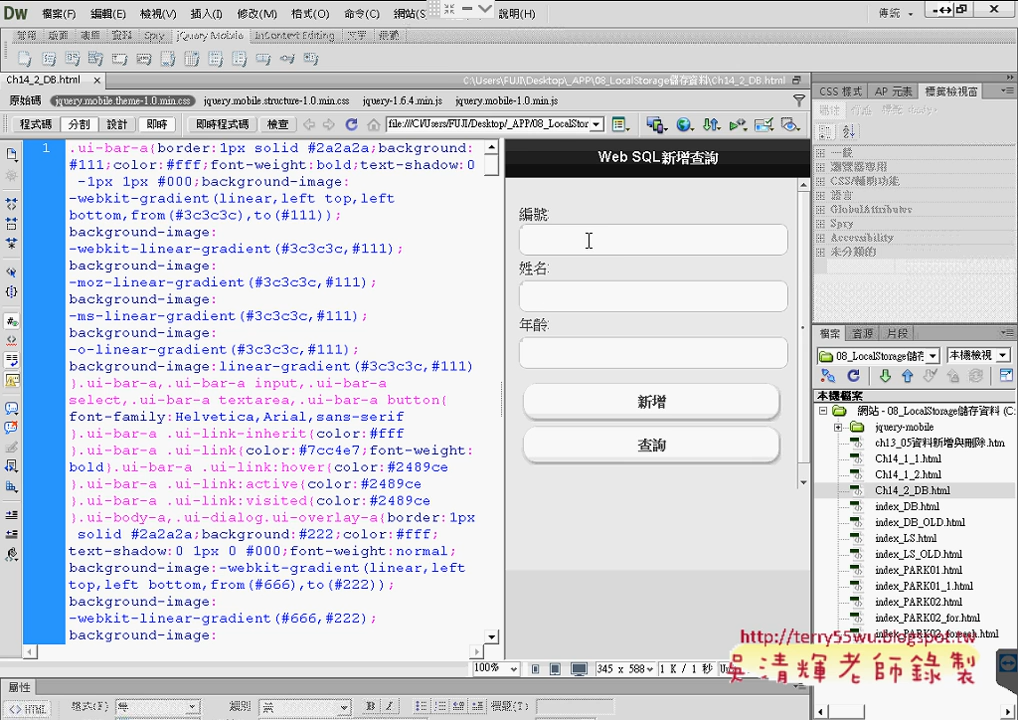 Dw 檔案(F) 編輯(E) 檢視(V) 插入(I) 修改(M) 格式(O) 命令(C) 網站(S 說明(H) 傳統
常用 版面 表單 資料 Spry jQuery Mobile InContext Editing 文字
Ch14_2_DB.html × C:\Users\FUJI\Desktop\_APP\08_LocalStorage儲存資料\Ch14_2_DB.html
原始碼 jquery.mobile.theme-1.0.min.css jquery.mobile.structure-1.0.min.css jquery-1.6.4.min.js jquery.mobile-1.0.min.js
程式碼 分割 設計 即時 即時程式碼 檢查 file:///C|/Users/FUJI/Desktop/_APP/08_LocalStor
1 .ui-bar-a{border:1px solid #2a2a2a;background:
#111;color:#fff;font-weight:bold;text-shadow:0
-1px 1px #000;background-image:
-webkit-gradient(linear,left top,left
bottom,from(#3c3c3c),to(#111));
background-image:
-webkit-linear-gradient(#3c3c3c,#111);
background-image:
-moz-linear-gradient(#3c3c3c,#111);
background-image:
-ms-linear-gradient(#3c3c3c,#111);
background-image:
-o-linear-gradient(#3c3c3c,#111);
background-image:linear-gradient(#3c3c3c,#111)
}.ui-bar-a,.ui-bar-a input,.ui-bar-a
select,.ui-bar-a textarea,.ui-bar-a button{
font-family:Helvetica,Arial,sans-serif
}.ui-bar-a .ui-link-inherit{color:#fff
}.ui-bar-a .ui-link{color:#7cc4e7;font-weight:
bold}.ui-bar-a .ui-link:hover{color:#2489ce
}.ui-bar-a .ui-link:active{color:#2489ce
}.ui-bar-a .ui-link:visited{color:#2489ce
}.ui-body-a,.ui-dialog.ui-overlay-a{border:1px
solid #2a2a2a;background:#222;color:#fff;
text-shadow:0 1px 0 #000;font-weight:normal;
background-image:-webkit-gradient(linear,left
top,left bottom,from(#666),to(#222));
background-image:
-webkit-linear-gradient(#666,#222);
background-image:
Web SQL新增查詢
編號:
姓名:
年齡:
新增
查詢
100% 345 x 588 1 K / 1 秒
CSS 樣式 AP 元素 標籤檢視窗
一般
瀏覽器專用
CSS/輔助功能
語言
GlobalAttributes
Spry
Accessibility
未分類的
檔案 資源 片段
08_LocalStorage儲存 本機檢視
本機檔案
網站 - 08_LocalStorage儲存資料 (C:
jquery-mobile
ch13_05資料新增與刪除.htm
Ch14_1_1.html
Ch14_1_2.html
Ch14_2_DB.html
index_DB.html
index_DB_OLD.html
index_LS.html
index_LS_OLD.html
index_PARK01.html
index_PARK01_1.html
index_PARK02.html
index_PARK02_for.html
http://terry55wu.blogspot.tw
吳清輝老師錄製
屬性
HTML 格式(F) 無 類別 無 B I 標題(T)